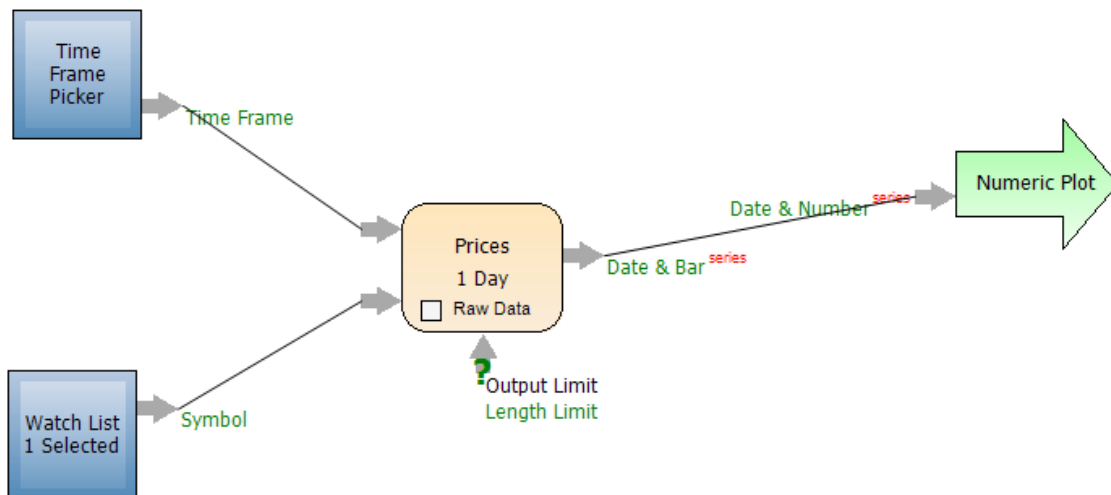 Time
Frame
Picker
Time Frame
Prices
1 Day
Raw Data
Date & Bar series
Date & Number series
Numeric Plot
?
Output Limit
Length Limit
Watch List
1 Selected
Symbol